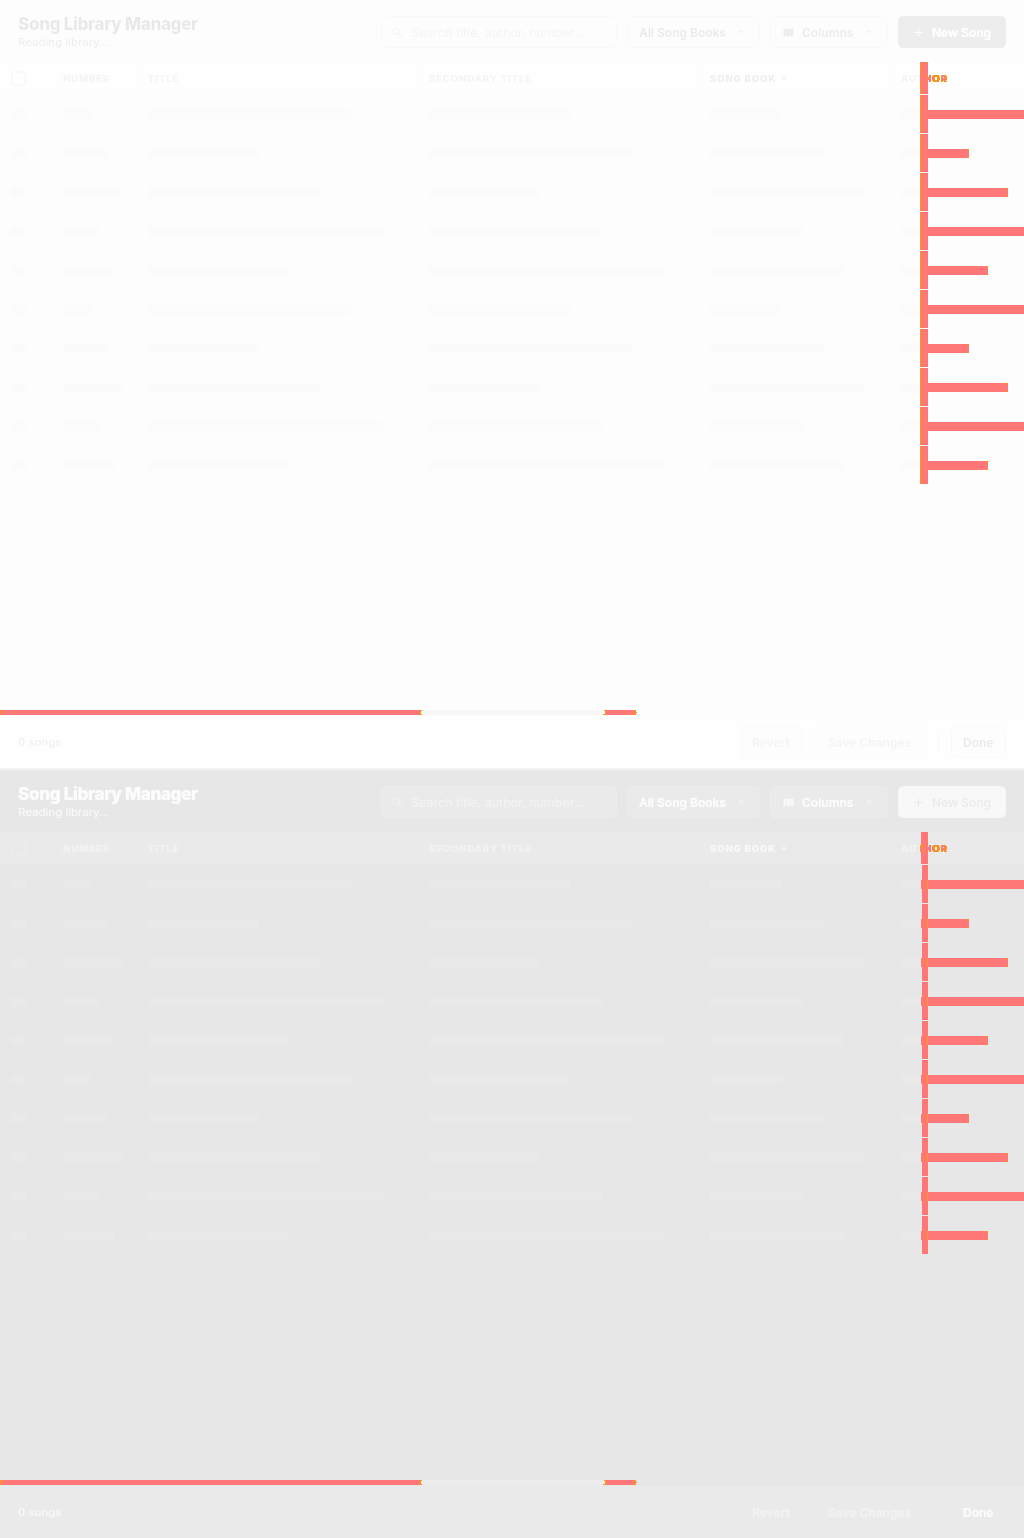 Song Library Manager
Reading library...
Search title, author, number...
All Song Books
Columns
+ New Song
NUMBER
TITLE
SECONDARY TITLE
SONG BOOK
0 songs
Revert
Save Changes
Done
Song Library Manager
Reading library...
Search title, author, number...
All Song Books
Columns
+ New Song
NUMBER
TITLE
SECONDARY TITLE
SONG BOOK
0 songs
Revert
Save Changes
Done